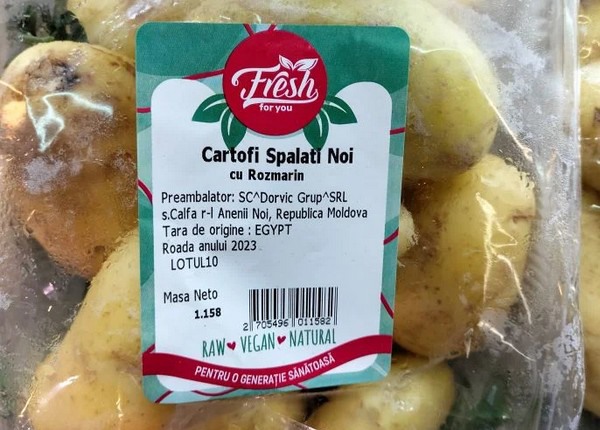 Fresh
for you
Cartofi Spalati Noi
cu Rozmarin
Preambalator: SC^Dorvic Grup^SRL
s.Calfa r-l Anenii Noi, Republica Moldova
Tara de origine : EGYPT
Roada anului 2023
LOTUL10
Masa Neto
1.158
2 705496 011582
RAW VEGAN NATURAL
PENTRU O GENERAȚIE SĂNĂTOASĂ